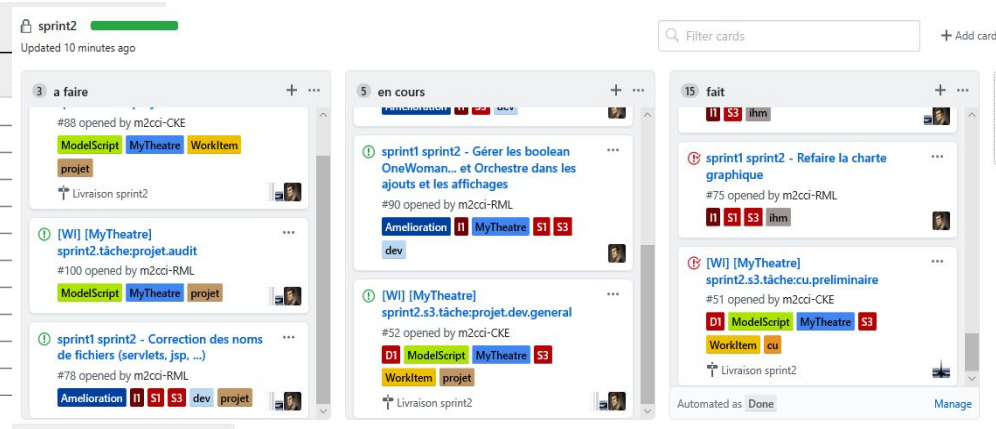 sprint2
Updated 10 minutes ago
Filter cards
+ Add card
3 a faire
#88 opened by m2cci-CKE
ModelScript MyTheatre WorkItem
projet
Livraison sprint2
[WI] [MyTheatre]
sprint2.tâche:projet.audit
#100 opened by m2cci-RML
ModelScript MyTheatre projet
sprint1 sprint2 - Correction des noms
de fichiers (servlets, jsp, ...)
#78 opened by m2cci-RML
Amelioration I1 S1 S3 dev projet
5 en cours
Amelioration I1 S3 dev
sprint1 sprint2 - Gérer les boolean
OneWoman... et Orchestre dans les
ajouts et les affichages
#90 opened by m2cci-RML
Amelioration I1 MyTheatre S1 S3
dev
[WI] [MyTheatre]
sprint2.s3.tâche:projet.dev.general
#52 opened by m2cci-CKE
D1 ModelScript MyTheatre S3
WorkItem projet
Livraison sprint2
15 fait
I1 S3 ihm
sprint1 sprint2 - Refaire la charte
graphique
#75 opened by m2cci-RML
I1 S1 S3 ihm
[WI] [MyTheatre]
sprint2.s3.tâche:cu.preliminaire
#51 opened by m2cci-CKE
D1 ModelScript MyTheatre S3
WorkItem cu
Livraison sprint2
Automated as Done
Manage